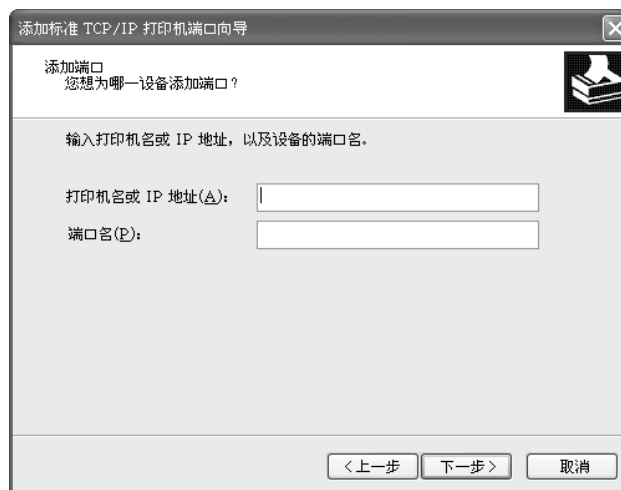 添加标准 TCP/IP 打印机端口向导
添加端口
您想为哪一设备添加端口？
输入打印机名或 IP 地址，以及设备的端口名。
打印机名或 IP 地址(A)：
端口名(P)：
<上一步 下一步> 取消